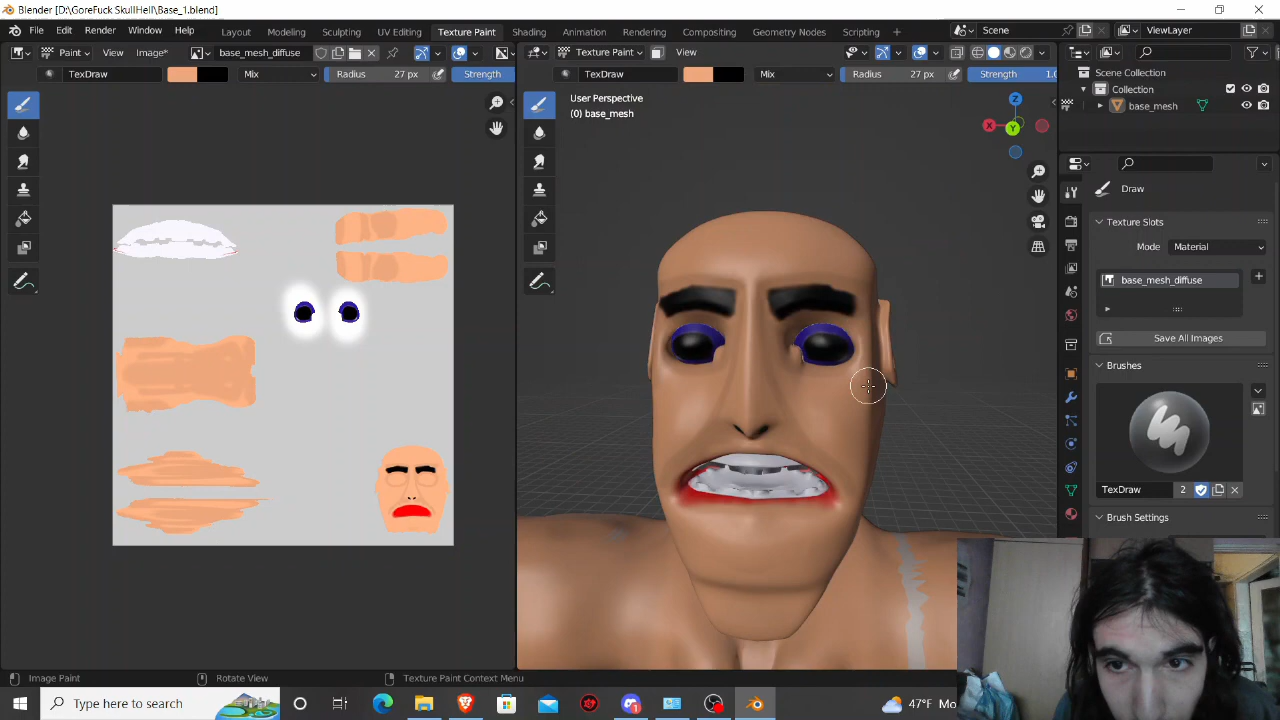 Blender [D:\GoreFuck SkullHell\Base_1.blend]
File Edit Render Window Help Layout Modeling Sculpting UV Editing Texture Paint Shading Animation Rendering Compositing Geometry Nodes Scripting Scene ViewLayer
Paint View Image* base_mesh_diffuse Texture Paint View
TexDraw Mix Radius 27 px Strength TexDraw Mix Radius 27 px Strength 1.0
Scene Collection
Collection
base_mesh
User Perspective
(0) base_mesh
Z
X
Y
Draw
Texture Slots
Mode Material
base_mesh_diffuse
Save All Images
Brushes
TexDraw 2
Brush Settings
Image Paint Rotate View Texture Paint Context Menu
Type here to search 47°F Mo